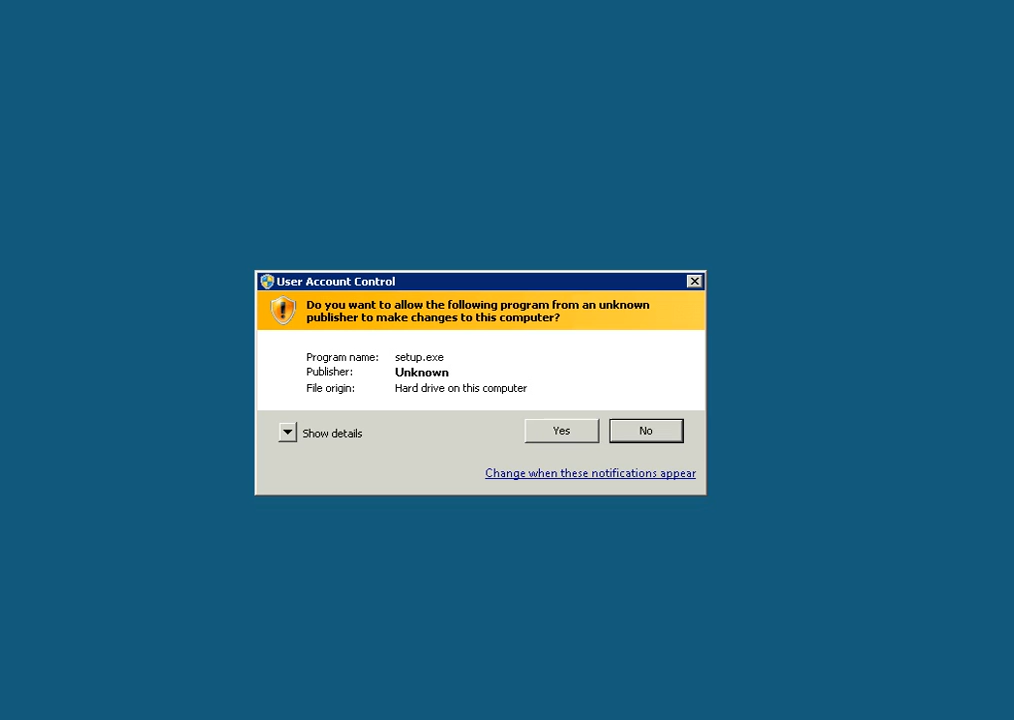 User Account Control
Do you want to allow the following program from an unknown
publisher to make changes to this computer?
Program name: setup.exe
Publisher: Unknown
File origin: Hard drive on this computer
Show details
Yes
No
Change when these notifications appear